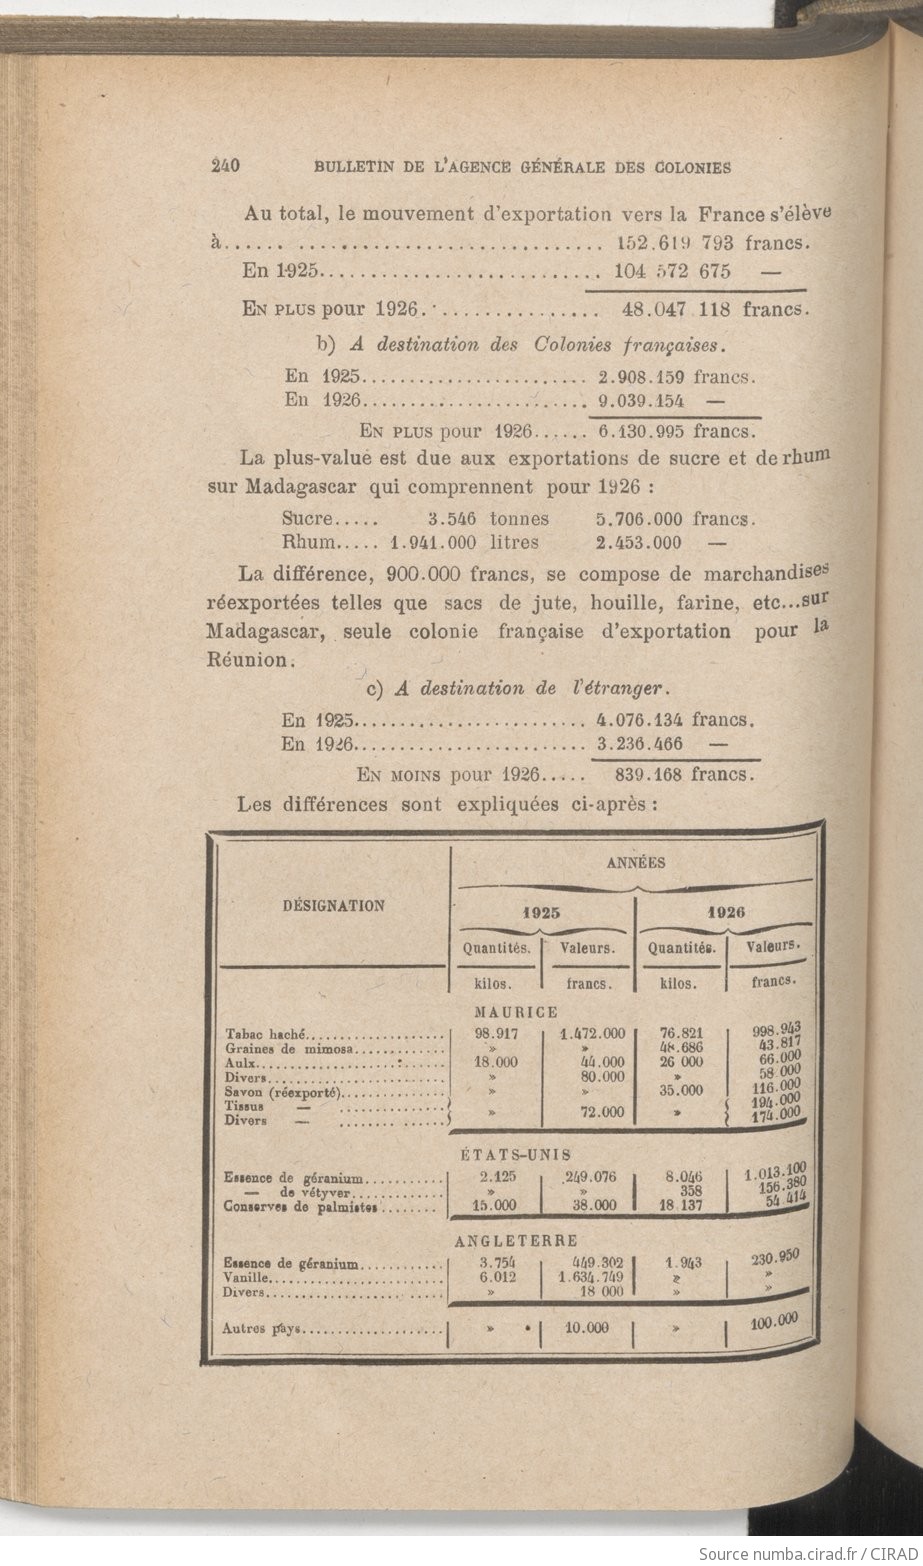 240 BULLETIN DE L'AGENCE GÉNÉRALE DES COLONIES
Au total, le mouvement d'exportation vers la France s'élève
à...... .............................. 152.619 793 francs.
En 1925............................ 104 572 675 —
EN PLUS pour 1926. ................ 48.047 118 francs.
b) A destination des Colonies françaises.
En 1925........................ 2.908.159 francs.
En 1926........................ 9.039.154 —
EN PLUS pour 1926...... 6.130.995 francs.
La plus-value est due aux exportations de sucre et de rhum
sur Madagascar qui comprennent pour 1926 :
Sucre..... 3.546 tonnes 5.706.000 francs.
Rhum..... 1.941.000 litres 2.453.000 —
La différence, 900.000 francs, se compose de marchandises
réexportées telles que sacs de jute, houille, farine, etc...sur
Madagascar, seule colonie française d'exportation pour la
Réunion.
c) A destination de l'étranger.
En 1925......................... 4.076.134 francs.
En 1926......................... 3.236.466 —
EN MOINS pour 1926..... 839.168 francs.
Les différences sont expliquées ci-après :
DÉSIGNATION ANNÉES
1925 1926
Quantités. Valeurs. Quantités. Valeurs.
kilos. francs. kilos. francs.
MAURICE
Tabac haché.................... 98.917 1.472.000 76.821 998.943
Graines de mimosa............. » » 48.686 43.817
Aulx........................... 18.000 44.000 26 000 66.000
Divers......................... » 80.000 » 58 000
Savon (réexporté)............... » » 35.000 116.000
Tissus — ............... » 72.000 » 194.000
Divers — ............... 174.000
ÉTATS-UNIS
Essence de géranium........... 2.125 249.076 8.046 1.013.100
— de vétyver............. » » 358 156.380
Conserves de palmistes........ 15.000 38.000 18 137 54 414
ANGLETERRE
Essence de géranium............ 3.754 449.302 1.943 230.950
Vanille......................... 6.012 1.634.749 » »
Divers.......................... » 18 000 » »
Autres pays.................... » 10.000 » 100.000
Source numba.cirad.fr / CIRAD